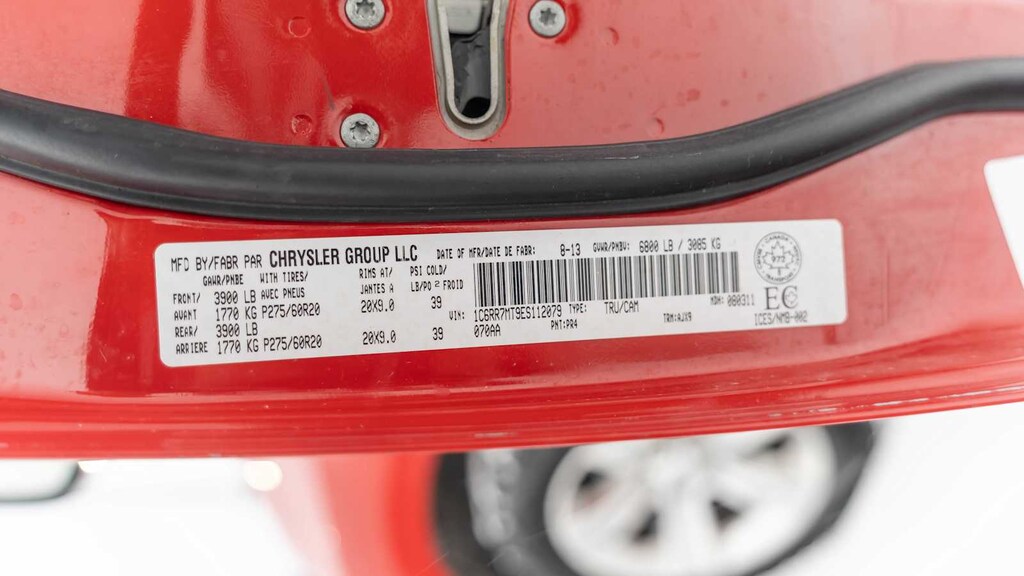 MFD BY/FABR PAR CHRYSLER GROUP LLC DATE OF MFR/DATE DE FABR: 8-13 GVWR/PNBV: 6800 LB / 3085 KG
GAWR/PNBE WITH TIRES/ RIMS AT/ PSI COLD/
AVEC PNEUS JANTES A LB/PO² FROID
FRONT/ 3900 LB
AVANT 1770 KG P275/60R20 20X9.0 39
REAR/ 3900 LB
ARRIERE 1770 KG P275/60R20 20X9.0 39
VIN: 1C6RR7MT9ES112079 TYPE: TRU/CAM MDH: 080311
070AA PNT: PR4 TRM: AJX9
CANADA
973
EC
ICES/NMB-002